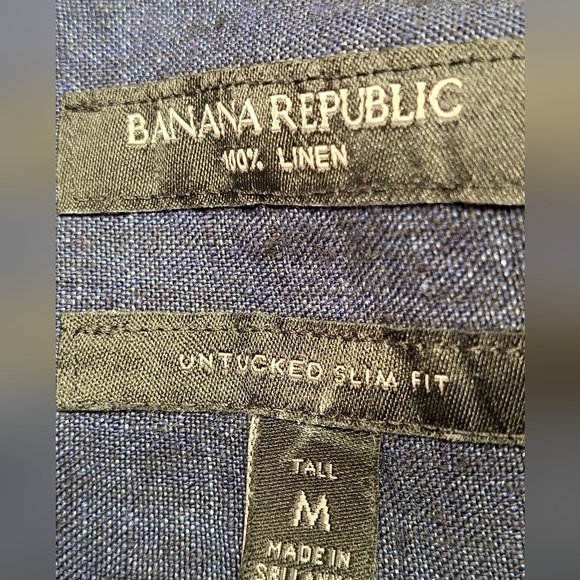 BANANA REPUBLIC
100% LINEN
UNTUCKED SLIM FIT
TALL
M
MADE IN